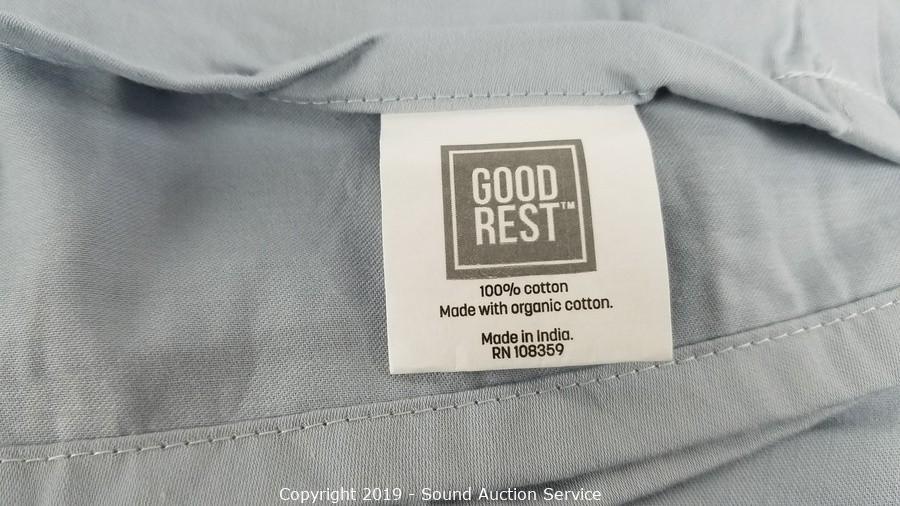 GOOD
REST™
100% cotton
Made with organic cotton.
Made in India.
RN 108359
Copyright 2019 - Sound Auction Service